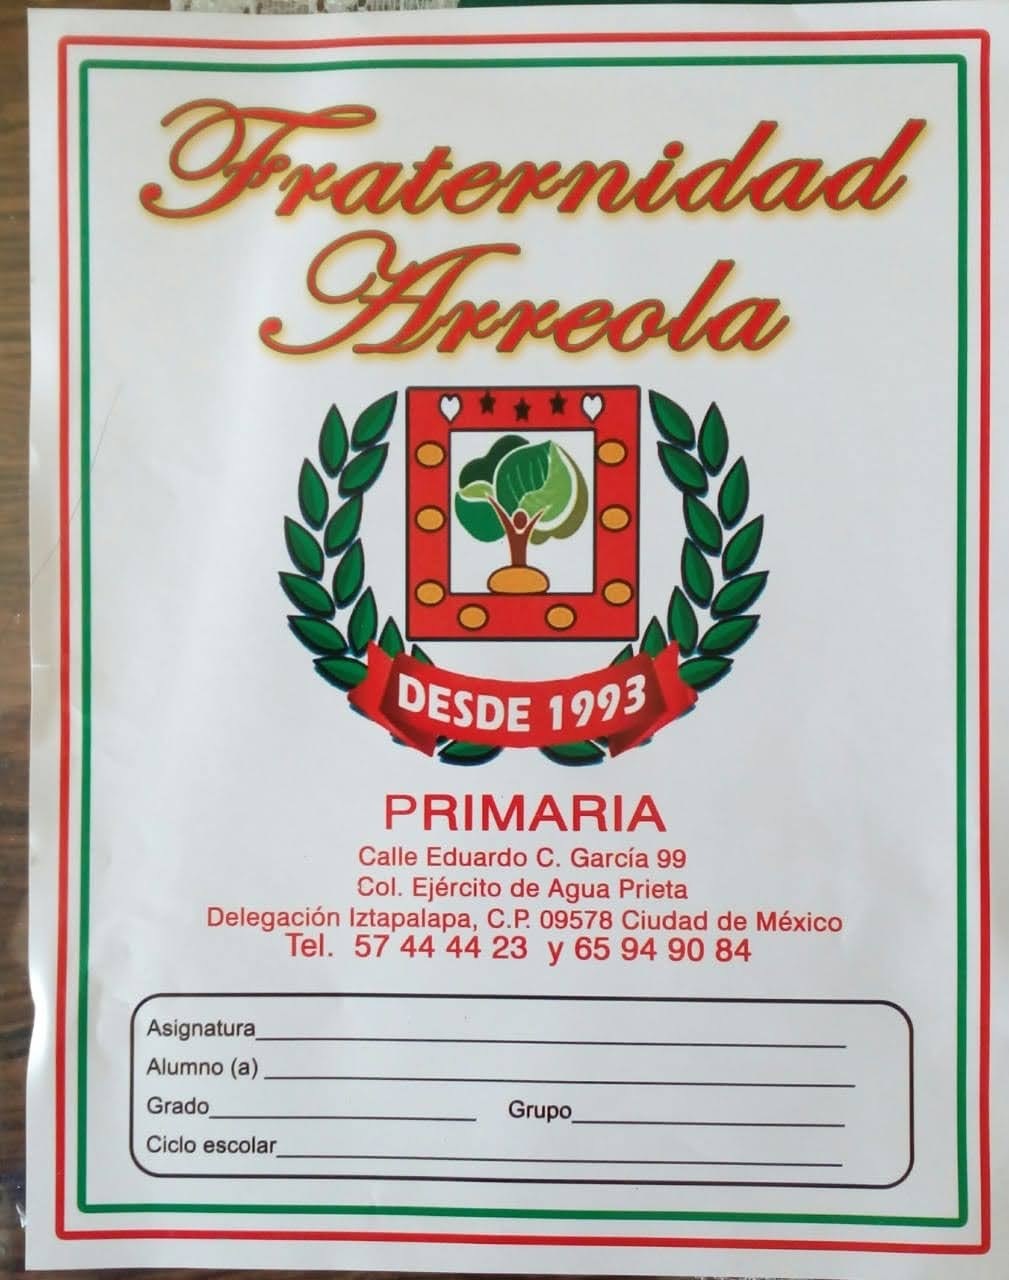 Fraternidad
Arreola
DESDE 1993
PRIMARIA
Calle Eduardo C. García 99
Col. Ejército de Agua Prieta
Delegación Iztapalapa, C.P. 09578 Ciudad de México
Tel. 57 44 44 23 y 65 94 90 84
Asignatura
Alumno (a)
Grado Grupo
Ciclo escolar